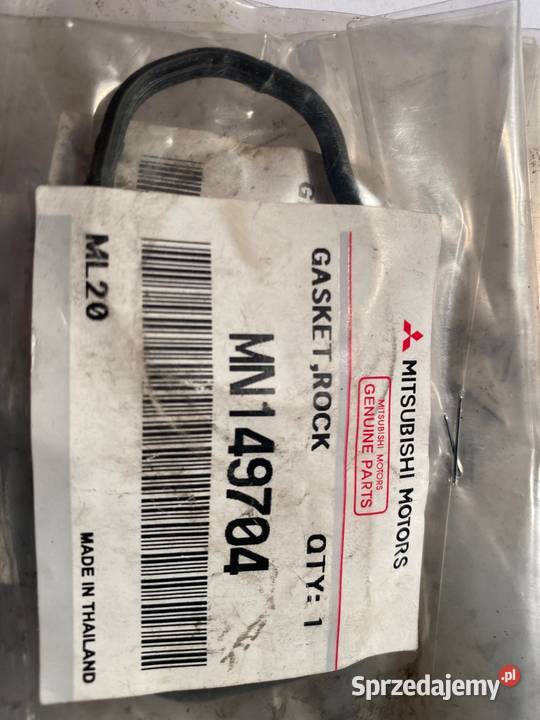 MITSUBISHI MOTORS
MITSUBISHI MOTORS
GENUINE PARTS
GASKET,ROCK QTY: 1
MN149704
ML20
MADE IN THAILAND
G
Sprzedajemy.pl